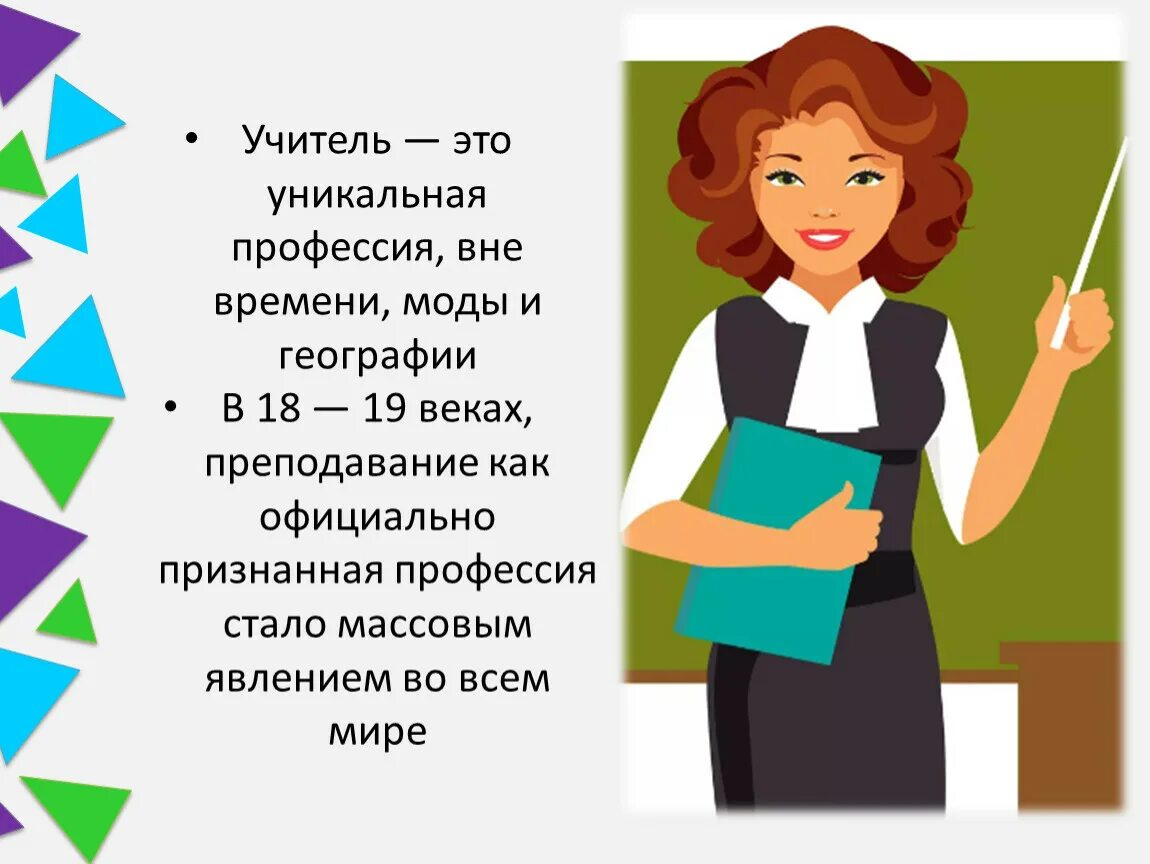 • Учитель — это
уникальная
профессия, вне
времени, моды и
географии
• В 18 — 19 веках,
преподавание как
официально
признанная профессия
стало массовым
явлением во всем
мире